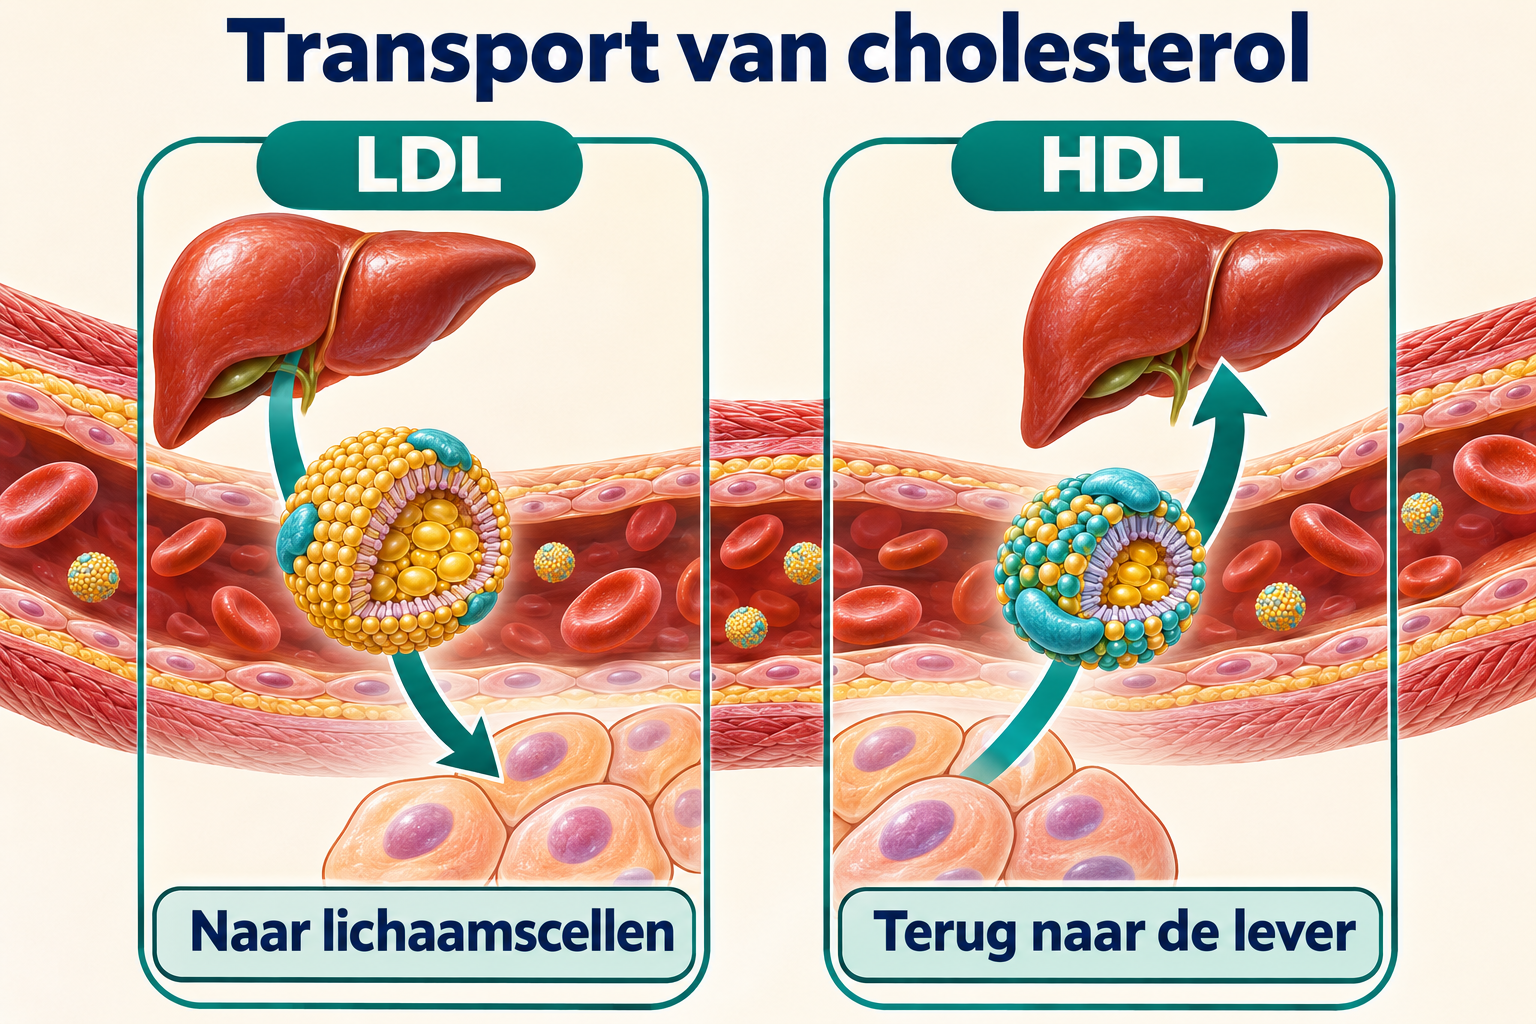 Transport van cholesterol
LDL
HDL
Naar lichaamscellen
Terug naar de lever